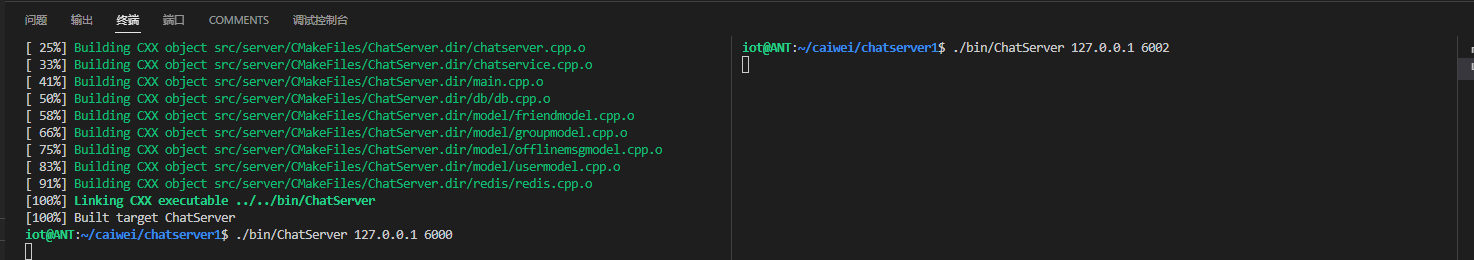 问题 输出 终端 端口 COMMENTS 调试控制台
[ 25%] Building CXX object src/server/CMakeFiles/ChatServer.dir/chatserver.cpp.o
[ 33%] Building CXX object src/server/CMakeFiles/ChatServer.dir/chatservice.cpp.o
[ 41%] Building CXX object src/server/CMakeFiles/ChatServer.dir/main.cpp.o
[ 50%] Building CXX object src/server/CMakeFiles/ChatServer.dir/db/db.cpp.o
[ 58%] Building CXX object src/server/CMakeFiles/ChatServer.dir/model/friendmodel.cpp.o
[ 66%] Building CXX object src/server/CMakeFiles/ChatServer.dir/model/groupmodel.cpp.o
[ 75%] Building CXX object src/server/CMakeFiles/ChatServer.dir/model/offlinemsgmodel.cpp.o
[ 83%] Building CXX object src/server/CMakeFiles/ChatServer.dir/model/usermodel.cpp.o
[ 91%] Building CXX object src/server/CMakeFiles/ChatServer.dir/redis/redis.cpp.o
[100%] Linking CXX executable ../../bin/ChatServer
[100%] Built target ChatServer
iot@ANT:~/caiwei/chatserver1$ ./bin/ChatServer 127.0.0.1 6000
iot@ANT:~/caiwei/chatserver1$ ./bin/ChatServer 127.0.0.1 6002